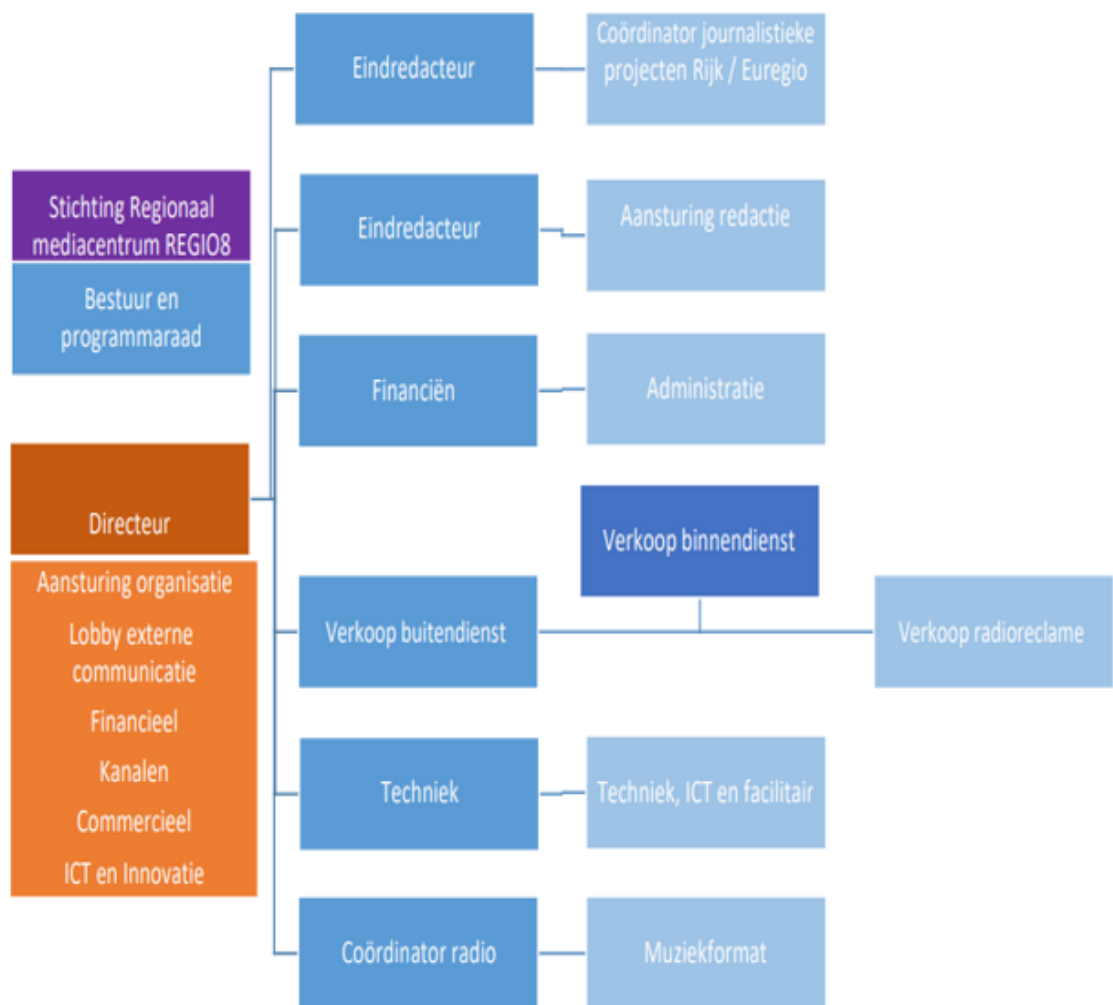 Stichting Regionaal
mediacentrum REGIO8
Bestuur en
programmaraad
Directeur
Aansturing organisatie
Lobby externe
communicatie
Financieel
Kanalen
Commercieel
ICT en Innovatie
Eindredacteur
Coördinator journalistieke
projecten Rijk / Euregio
Eindredacteur
Aansturing redactie
Financiën
Administratie
Verkoop binnendienst
Verkoop buitendienst
Verkoop radioreclame
Techniek
Techniek, ICT en facilitair
Coördinator radio
Muziekformat